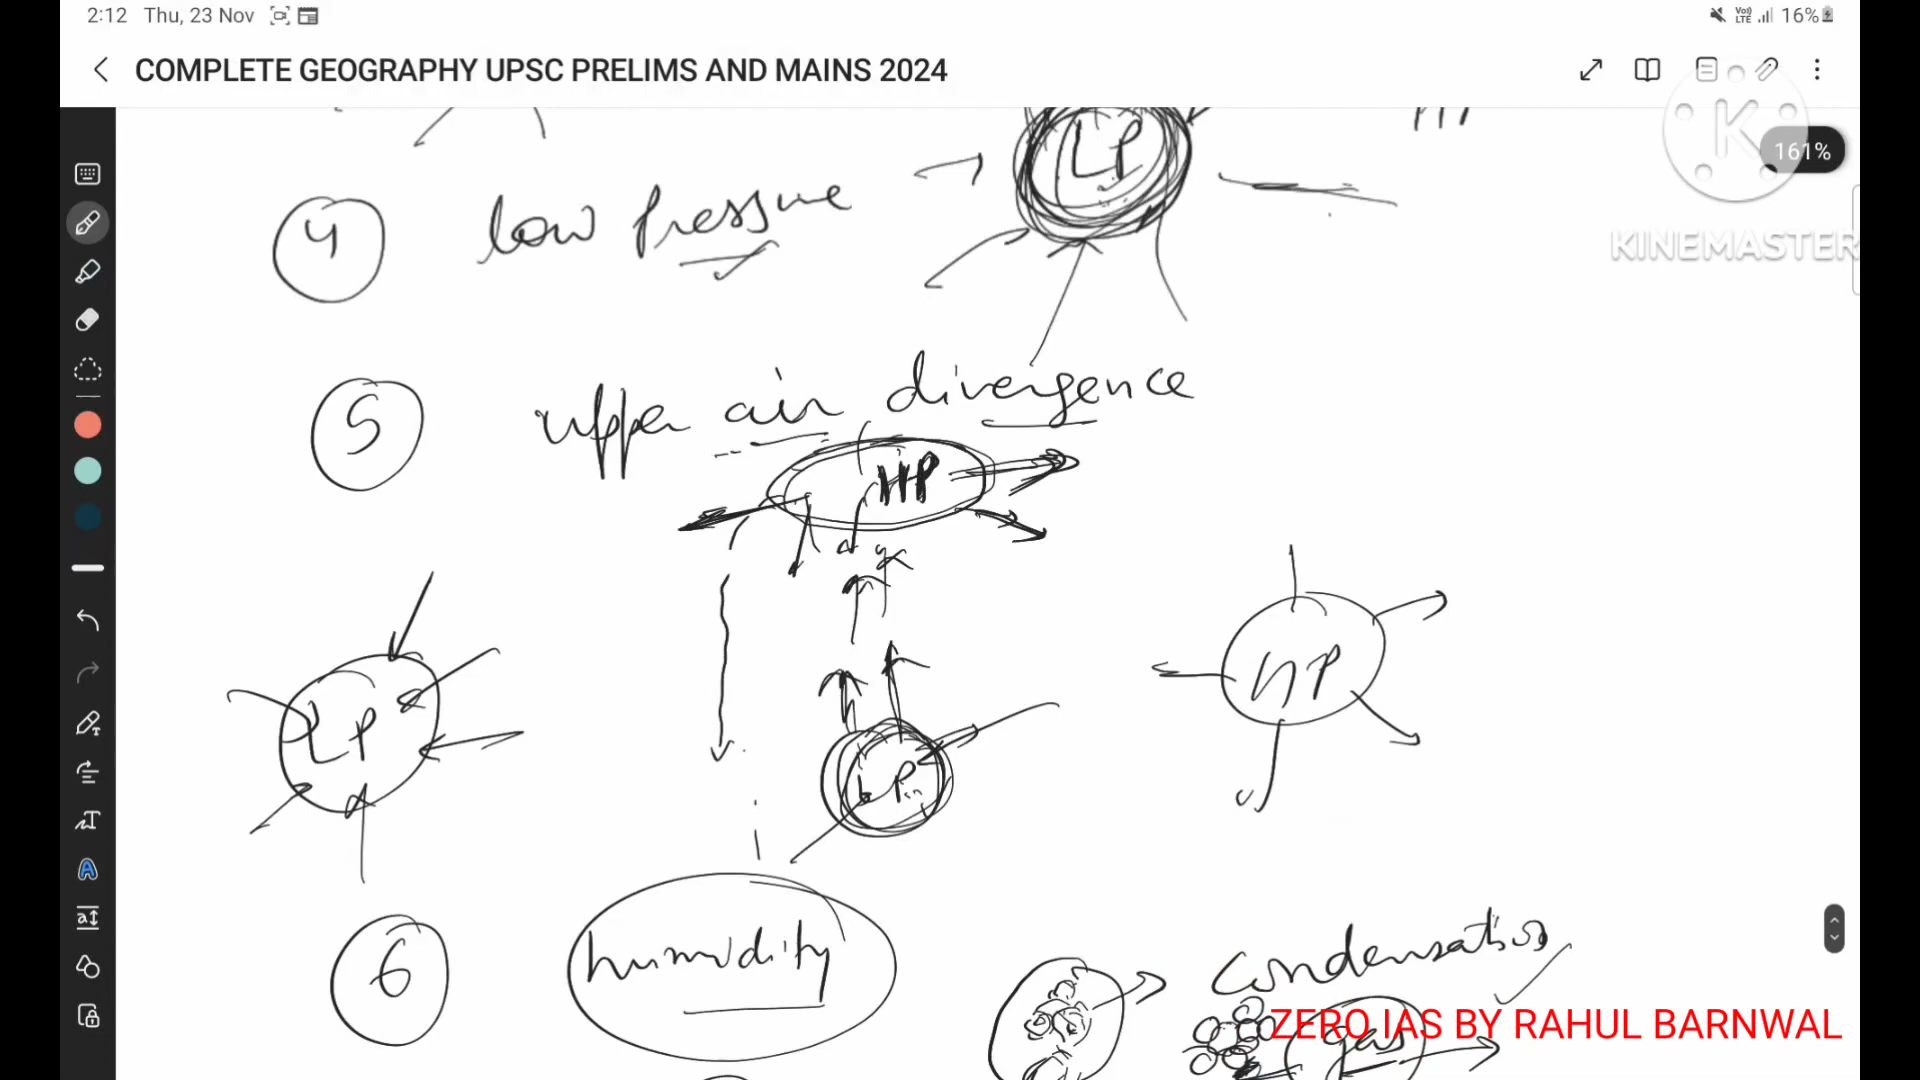 2:12 Thu, 23 Nov
16%
COMPLETE GEOGRAPHY UPSC PRELIMS AND MAINS 2024
161%
KINEMASTER
LP
4 low pressure
5 upper air divergence
HP
LP
LP
HP
6 humidity
condensation
gas
ZERO IAS BY RAHUL BARNWAL